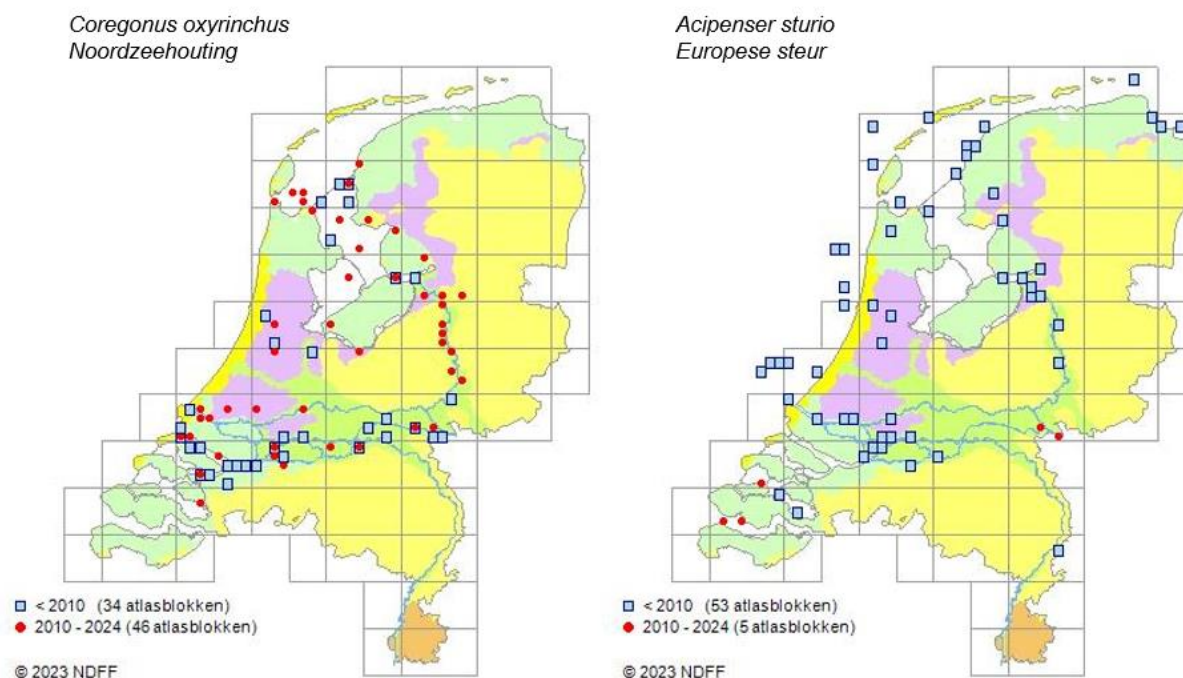 Coregonus oxyrinchus
Noordzeehouting
< 2010 (34 atlasblokken)
2010 - 2024 (46 atlasblokken)
© 2023 NDFF
Acipenser sturio
Europese steur
< 2010 (53 atlasblokken)
2010 - 2024 (5 atlasblokken)
© 2023 NDFF